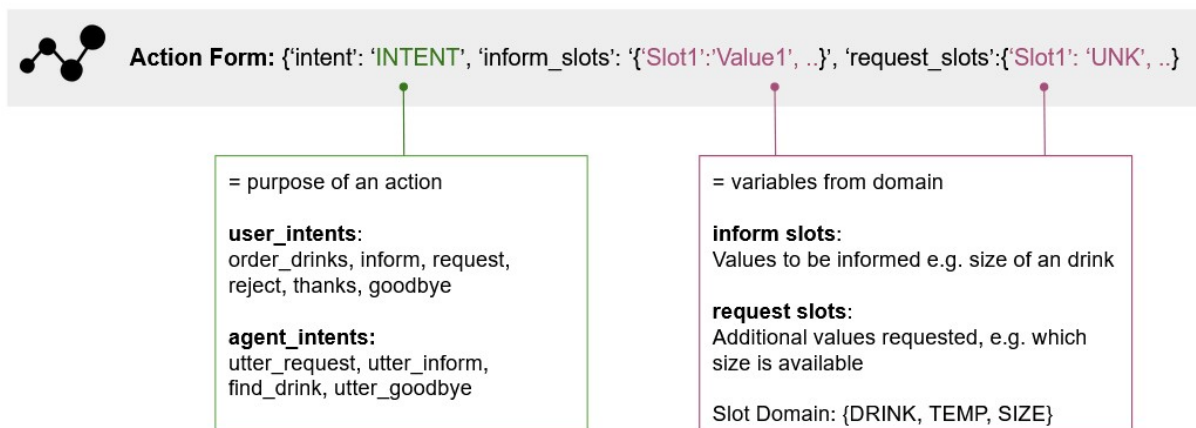 Action Form: {‘intent’: ‘INTENT’, ‘inform_slots’: ‘{‘Slot1’:’Value1’, ..}’, ‘request_slots’:{‘Slot1’: ‘UNK’, ..}
= purpose of an action
user_intents:
order_drinks, inform, request,
reject, thanks, goodbye
agent_intents:
utter_request, utter_inform,
find_drink, utter_goodbye
= variables from domain
inform slots:
Values to be informed e.g. size of an drink
request slots:
Additional values requested, e.g. which
size is available
Slot Domain: {DRINK, TEMP, SIZE}